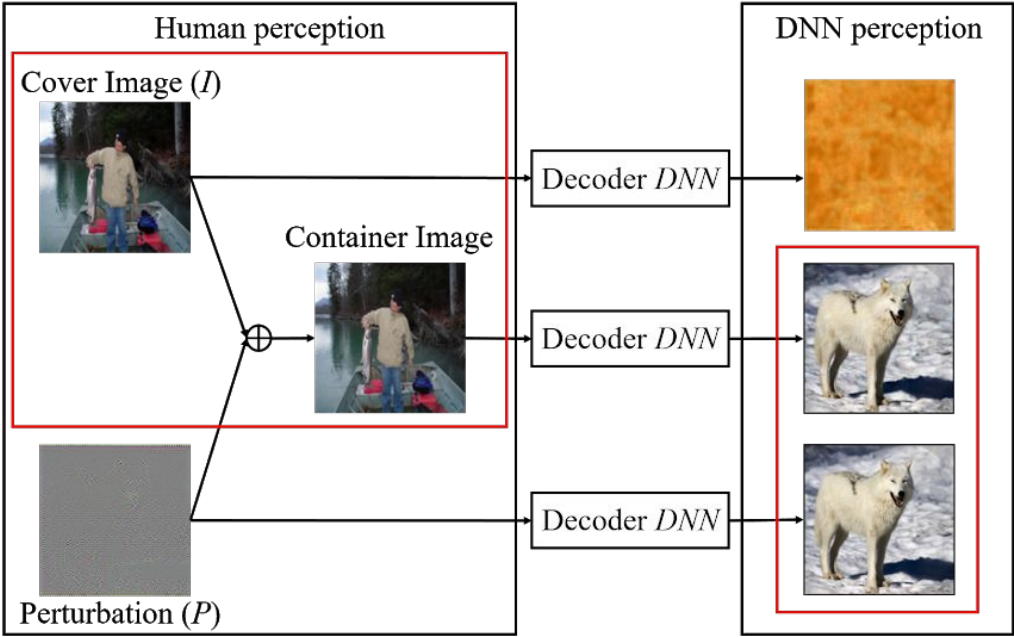 Human perception
DNN perception
Cover Image (I)
Decoder DNN
Container Image
Decoder DNN
Decoder DNN
Perturbation (P)